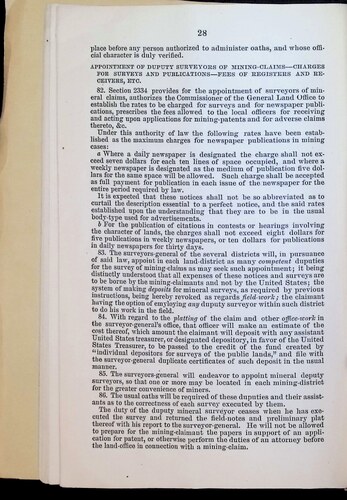 28
place before any person authorized to administer oaths, and whose offi-
cial character is duly verified.
APPOINTMENT OF DUPUTY SURVEYORS OF MINING-CLAIMS—CHARGES
FOR SURVEYS AND PUBLICATIONS—FEES OF REGISTERS AND RE-
CEIVERS, ETC.
82. Section 2334 provides for the appointment of surveyors of min-
eral claims, authorizes the Commissioner of the General Land Office to
establish the rates to be charged for surveys and for newspaper publi-
cations, prescribes the fees allowed to the local officers for receiving
and acting upon applications for mining-patents and for adverse claims
thereto, &c.
Under this authority of law the following rates have been estab-
lished as the maximum charges for newspaper publications in mining
cases:
a Where a daily newspaper is designated the charge shall not ex-
ceed seven dollars for each ten lines of space occupied, and where a
weekly newspaper is designated as the medium of publication five dol-
lars for the same space will be allowed. Such charge shall be accepted
as full payment for publication in each issue of the newspaper for the
entire period required by law.
It is expected that these notices shall not be so abbreviated as to
curtail the description essential to a perfect notice, and the said rates
established upon the understanding that they are to be in the usual
body-type used for advertisements.
b For the publication of citations in contests or hearings involving
the character of lands, the charges shall not exceed eight dollars for
five publications in weekly newspapers, or ten dollars for publications
in daily newspapers for thirty days.
83. The surveyors-general of the several districts will, in pursuance
of said law, appoint in each land-district as many competent deputies
for the survey of mining-claims as may seek such appointment; it being
distinctly understood that all expenses of these notices and surveys are
to be borne by the mining-claimants and not by the United States; the
system of making deposits for mineral surveys, as required by previous
instructions, being hereby revoked as regards field-work; the claimant
having the option of employing any deputy surveyor within such district
to do his work in the field.
84. With regard to the platting of the claim and other office-work in
the surveyor-general's office, that officer will make an estimate of the
cost thereof, which amount the claimant will deposit with any assistant
United States treasurer, or designated depository, in favor of the United
States Treasurer, to be passed to the credit of the fund created by
"individual depositors for surveys of the public lands," and file with
the surveyor-general duplicate certificates of such deposit in the usual
manner.
85. The surveyors-general will endeavor to appoint mineral deputy
surveyors, so that one or more may be located in each mining-district
for the greater convenience of miners.
86. The usual oaths will be required of these deputies and their assist-
ants as to the correctness of each survey executed by them.
The duty of the deputy mineral surveyor ceases when he has exe-
cuted the survey and returned the field-notes and preliminary plat
thereof with his report to the surveyor-general. He will not be allowed
to prepare for the mining-claimant the papers in support of an appli-
cation for patent, or otherwise perform the duties of an attorney before
the land-office in connection with a mining-claim.